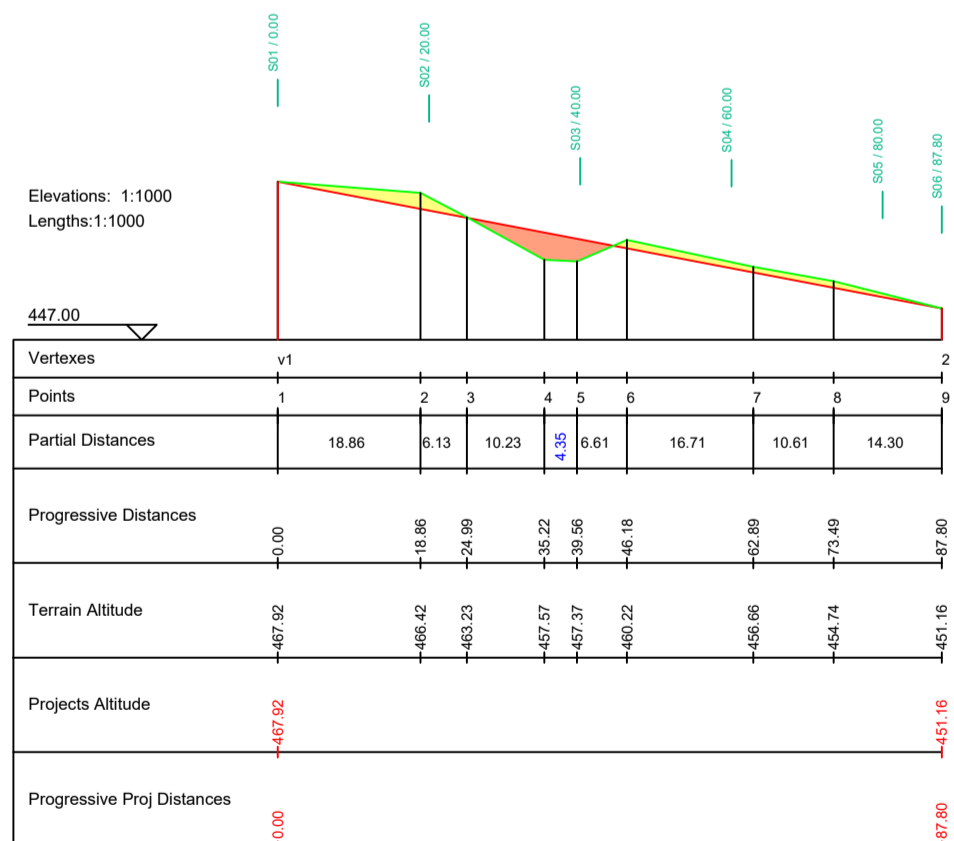 S01 / 0.00
S02 / 20.00
S03 / 40.00
S04 / 60.00
S05 / 80.00
S06 / 87.80
Elevations: 1:1000
Lengths:1:1000
447.00
Vertexes v1 2
Points 1 2 3 4 5 6 7 8 9
Partial Distances 18.86 6.13 10.23 4.35 6.61 16.71 10.61 14.30
Progressive Distances 0.00 18.86 24.99 35.22 39.56 46.18 62.89 73.49 87.80
Terrain Altitude 467.92 466.42 463.23 457.57 457.37 460.22 456.66 454.74 451.16
Projects Altitude 467.92 451.16
Progressive Proj Distances 0.00 87.80